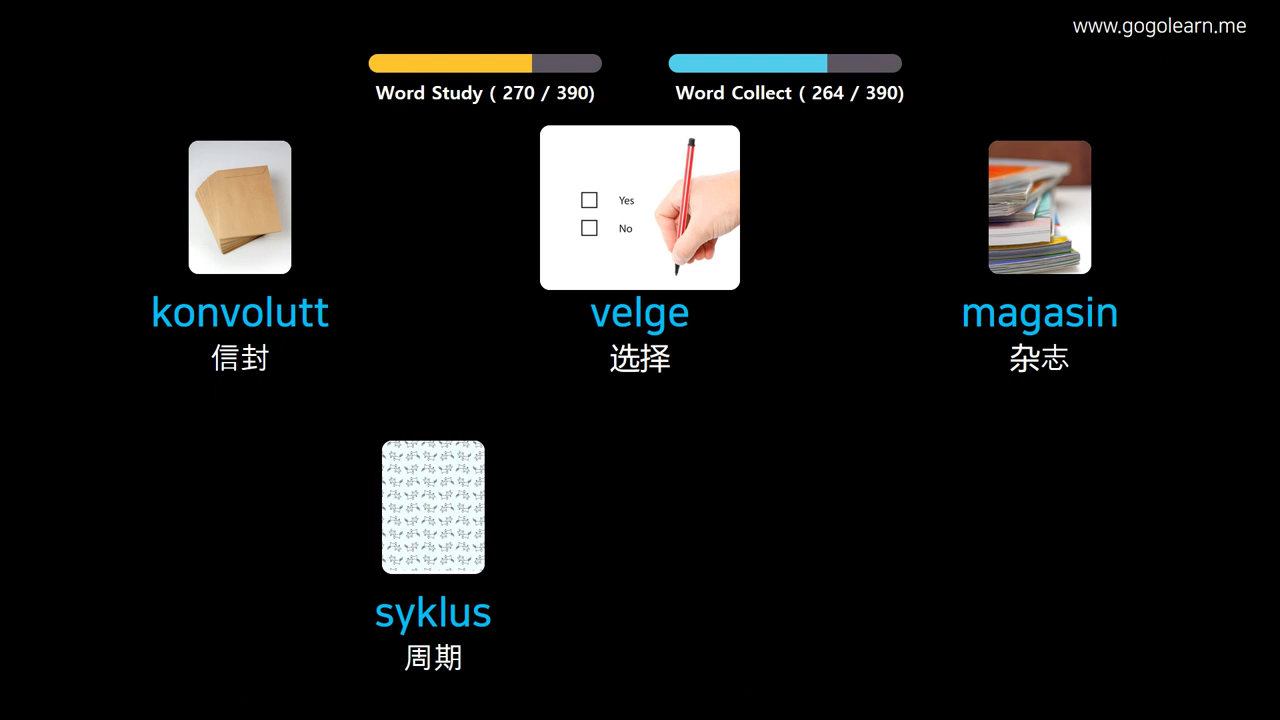 www.gogolearn.me
Word Study ( 270 / 390)
Word Collect ( 264 / 390)
Yes
No
konvolutt
信封
velge
选择
magasin
杂志
syklus
周期